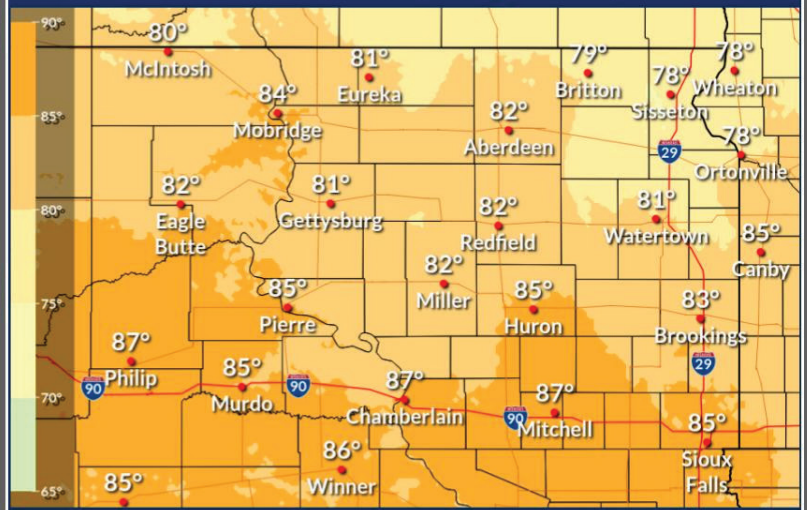 90°
85°
80°
75°
70°
65°
80°
McIntosh
81°
Eureka
79°
Britton
78°
Sisseton
78°
Wheaton
84°
Mobridge
82°
Aberdeen
29
78°
Ortonville
82°
Eagle
Butte
81°
Gettysburg
82°
Redfield
81°
Watertown
85°
Canby
82°
Miller
85°
Pierre
85°
Huron
83°
Brookings
29
87°
Philip
90
85°
Murdo
90
87°
Chamberlain
87°
Mitchell
90
85°
Sioux
Falls
86°
Winner
85°